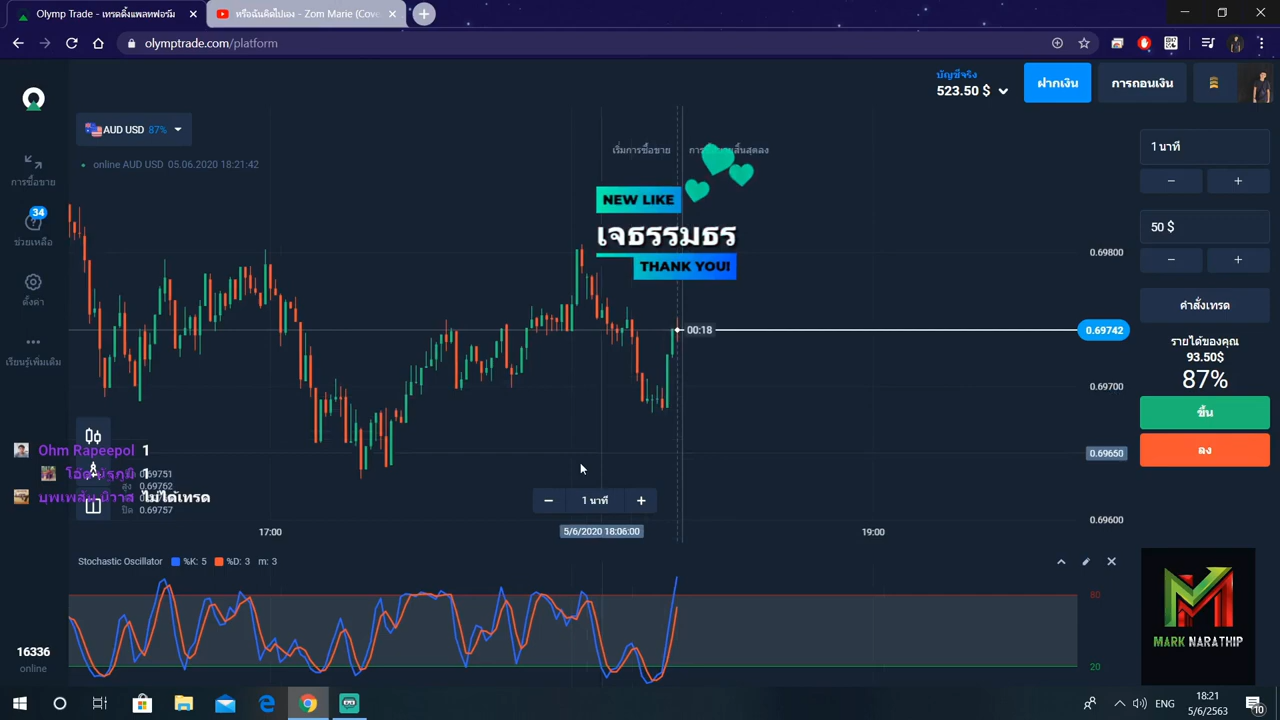 Olymp Trade - เทรดดิ้งแพลทฟอร์ม
หรือฉันคิดไปเอง - Zom Marie (Cove
olymptrade.com/platform
บัญชีจริง
523.50 $
ฝากเงิน
การถอนเงิน
AUD USD 87%
online AUD USD 05.06.2020 18:21:42
เริ่มการซื้อขาย
NEW LIKE
เจธรรมธร
THANK YOU!
การซื้อขาย
34
ช่วยเหลือ
ตั้งค่า
เรียนรู้เพิ่มเติม
1 นาที
50 $
คำสั่งเทรด
รายได้ของคุณ
93.50$
87%
ขึ้น
ลง
0.69800
00:18
0.69742
0.69700
0.69650
0.69600
Ohm Rapeepol 1
1
ไม่ได้เทรด
0.69751
0.69762
0.69757
ปิด
1 นาที
17:00
5/6/2020 18:06:00
19:00
Stochastic Oscillator %K: 5 %D: 3 m: 3
80
20
MARK NARATHIP
16336
online
ENG
18:21
5/6/2563
10